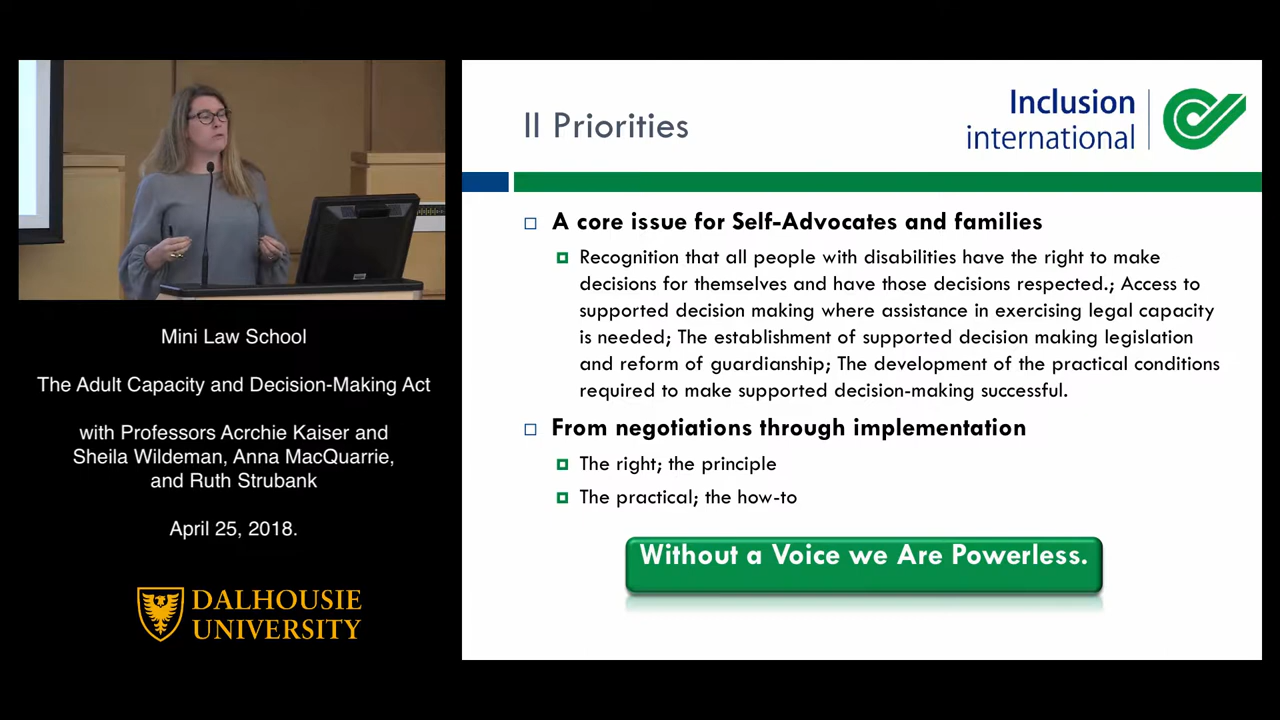 Mini Law School
The Adult Capacity and Decision-Making Act
with Professors Acrchie Kaiser and
Sheila Wildeman, Anna MacQuarrie,
and Ruth Strubank
April 25, 2018.
DALHOUSIE
UNIVERSITY
II Priorities
Inclusion
international
A core issue for Self-Advocates and families
Recognition that all people with disabilities have the right to make
decisions for themselves and have those decisions respected.; Access to
supported decision making where assistance in exercising legal capacity
is needed; The establishment of supported decision making legislation
and reform of guardianship; The development of the practical conditions
required to make supported decision-making successful.
From negotiations through implementation
The right; the principle
The practical; the how-to
Without a Voice we Are Powerless.